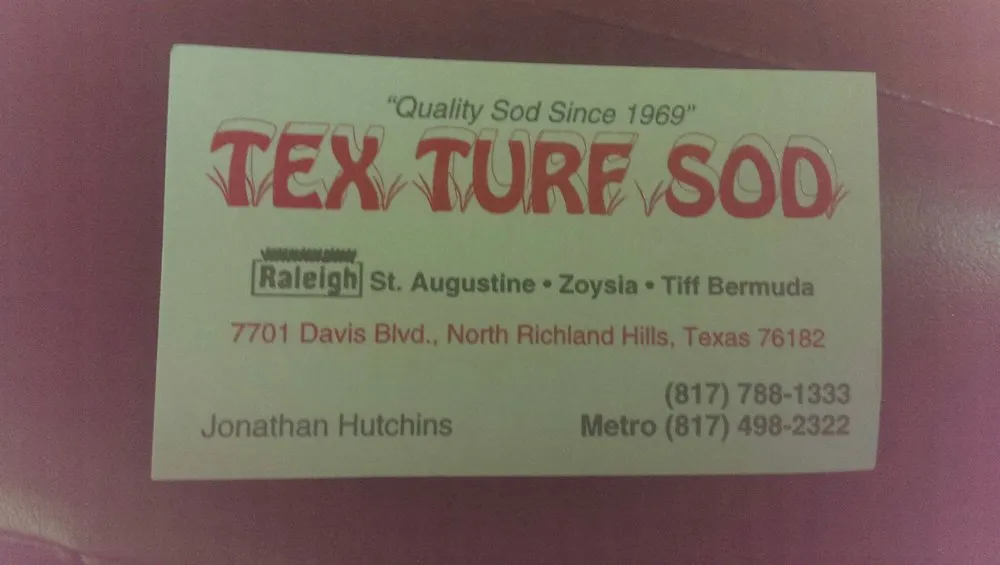 "Quality Sod Since 1969"
TEX TURF SOD
Raleigh St. Augustine • Zoysia • Tiff Bermuda
7701 Davis Blvd., North Richland Hills, Texas 76182
(817) 788-1333
Jonathan Hutchins Metro (817) 498-2322